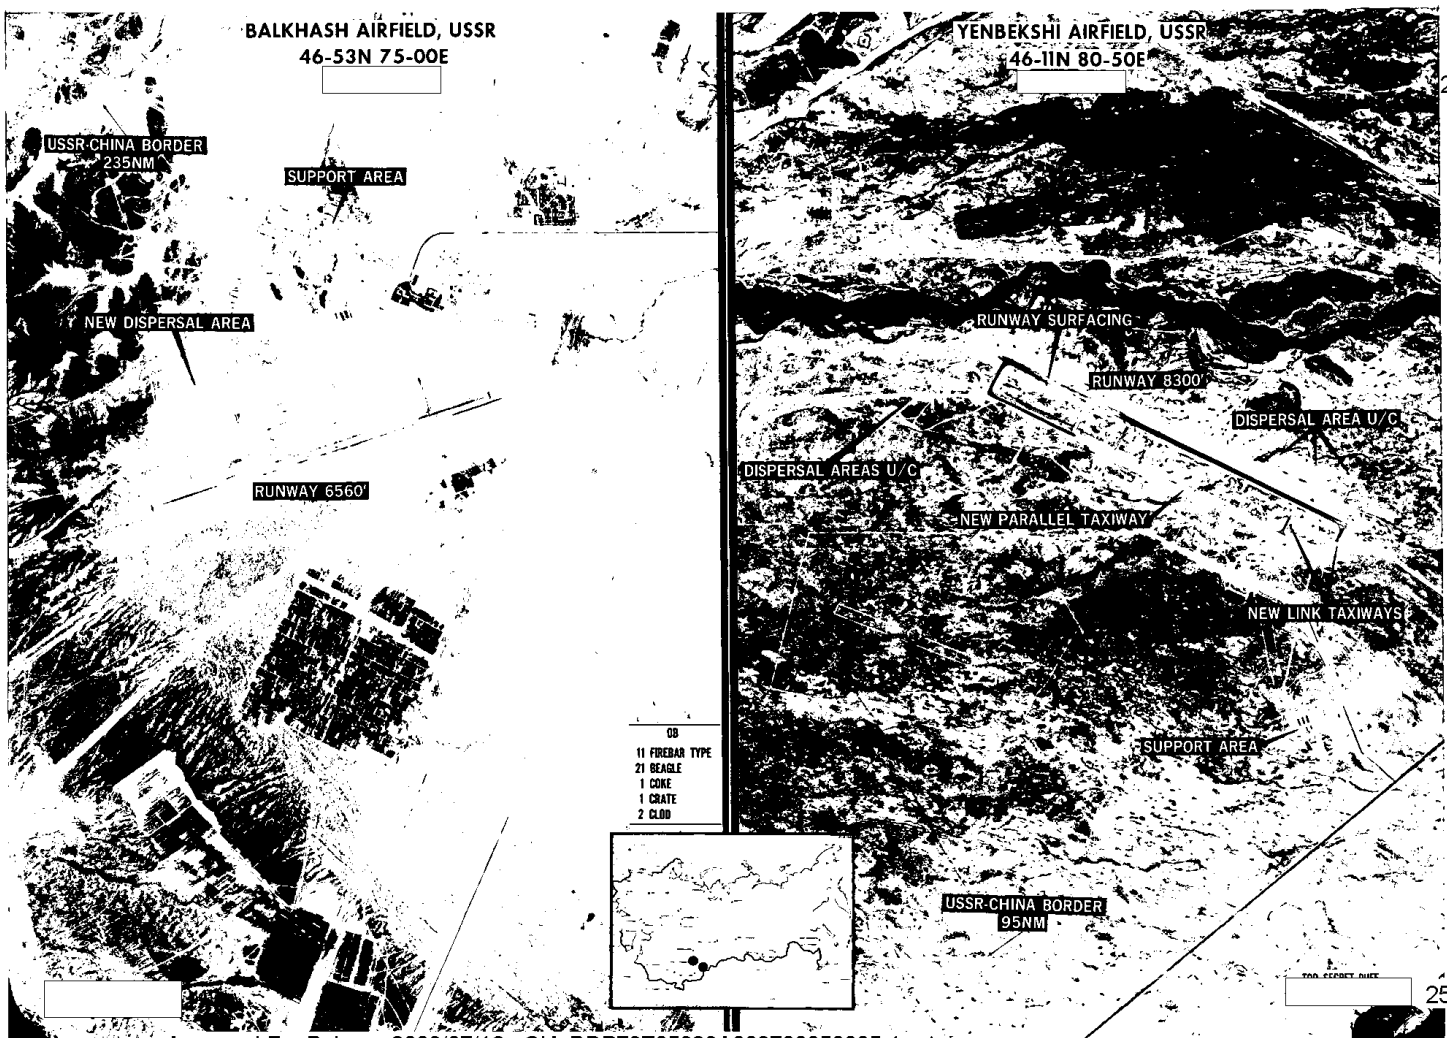 BALKHASH AIRFIELD, USSR
46-53N 75-00E
USSR-CHINA BORDER
235NM
SUPPORT AREA
NEW DISPERSAL AREA
RUNWAY 6560'
OB
11 FIREBAR TYPE
21 BEAGLE
1 COKE
1 CRATE
2 CLOD
YENBEKSHI AIRFIELD, USSR
46-11N 80-50E
RUNWAY SURFACING
RUNWAY 8300'
DISPERSAL AREA U/C
DISPERSAL AREAS U/C
NEW PARALLEL TAXIWAY
NEW LINK TAXIWAYS
SUPPORT AREA
USSR-CHINA BORDER
95NM
TOP SECRET RUFF
25